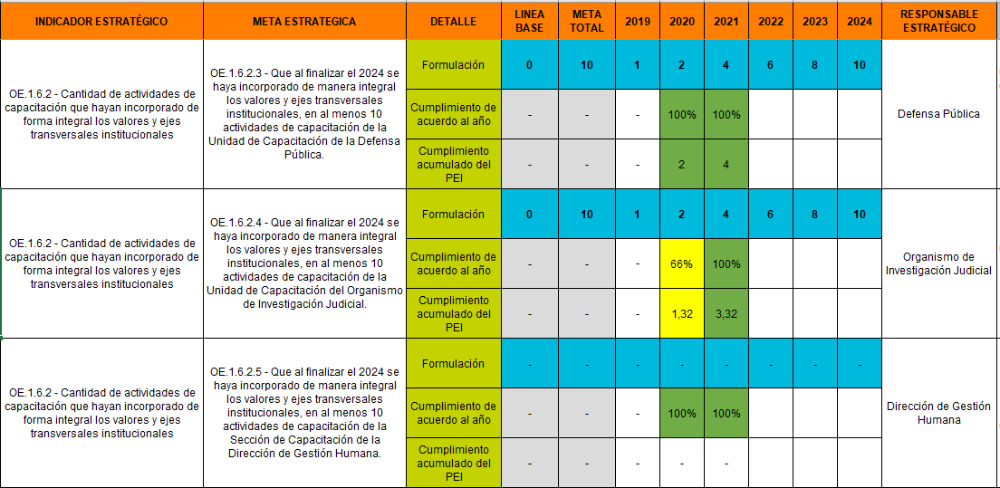 INDICADOR ESTRATÉGICO META ESTRATEGICA DETALLE LINEA BASE META TOTAL 2019 2020 2021 2022 2023 2024 RESPONSABLE ESTRATÉGICO
OE.1.6.2 - Cantidad de actividades de
capacitación que hayan incorporado de
forma integral los valores y ejes
transversales institucionales
OE.1.6.2.3 - Que al finalizar el 2024 se
haya incorporado de manera integral
los valores y ejes transversales
institucionales, en al menos 10
actividades de capacitación de la
Unidad de Capacitación de la Defensa
Pública.
Formulación 0 10 1 2 4 6 8 10
Cumplimiento de
acuerdo al año - - - 100% 100%
Cumplimiento
acumulado del
PEI - - - 2 4
Defensa Pública
OE.1.6.2 - Cantidad de actividades de
capacitación que hayan incorporado de
forma integral los valores y ejes
transversales institucionales
OE.1.6.2.4 - Que al finalizar el 2024 se
haya incorporado de manera integral
los valores y ejes transversales
institucionales, en al menos 10
actividades de capacitación de la
Unidad de Capacitación del Organismo
de Investigación Judicial.
Formulación 0 10 1 2 4 6 8 10
Cumplimiento de
acuerdo al año - - - 66% 100%
Cumplimiento
acumulado del
PEI - - - 1,32 3,32
Organismo de
Investigación Judicial
OE.1.6.2 - Cantidad de actividades de
capacitación que hayan incorporado de
forma integral los valores y ejes
transversales institucionales
OE.1.6.2.5 - Que al finalizar el 2024 se
haya incorporado de manera integral
los valores y ejes transversales
institucionales, en al menos 10
actividades de capacitación de la
Sección de Capacitación de la
Dirección de Gestión Humana.
Formulación - - - - - - - -
Cumplimiento de
acuerdo al año - - - 100% 100%
Cumplimiento
acumulado del
PEI - - - - -
Dirección de Gestión
Humana